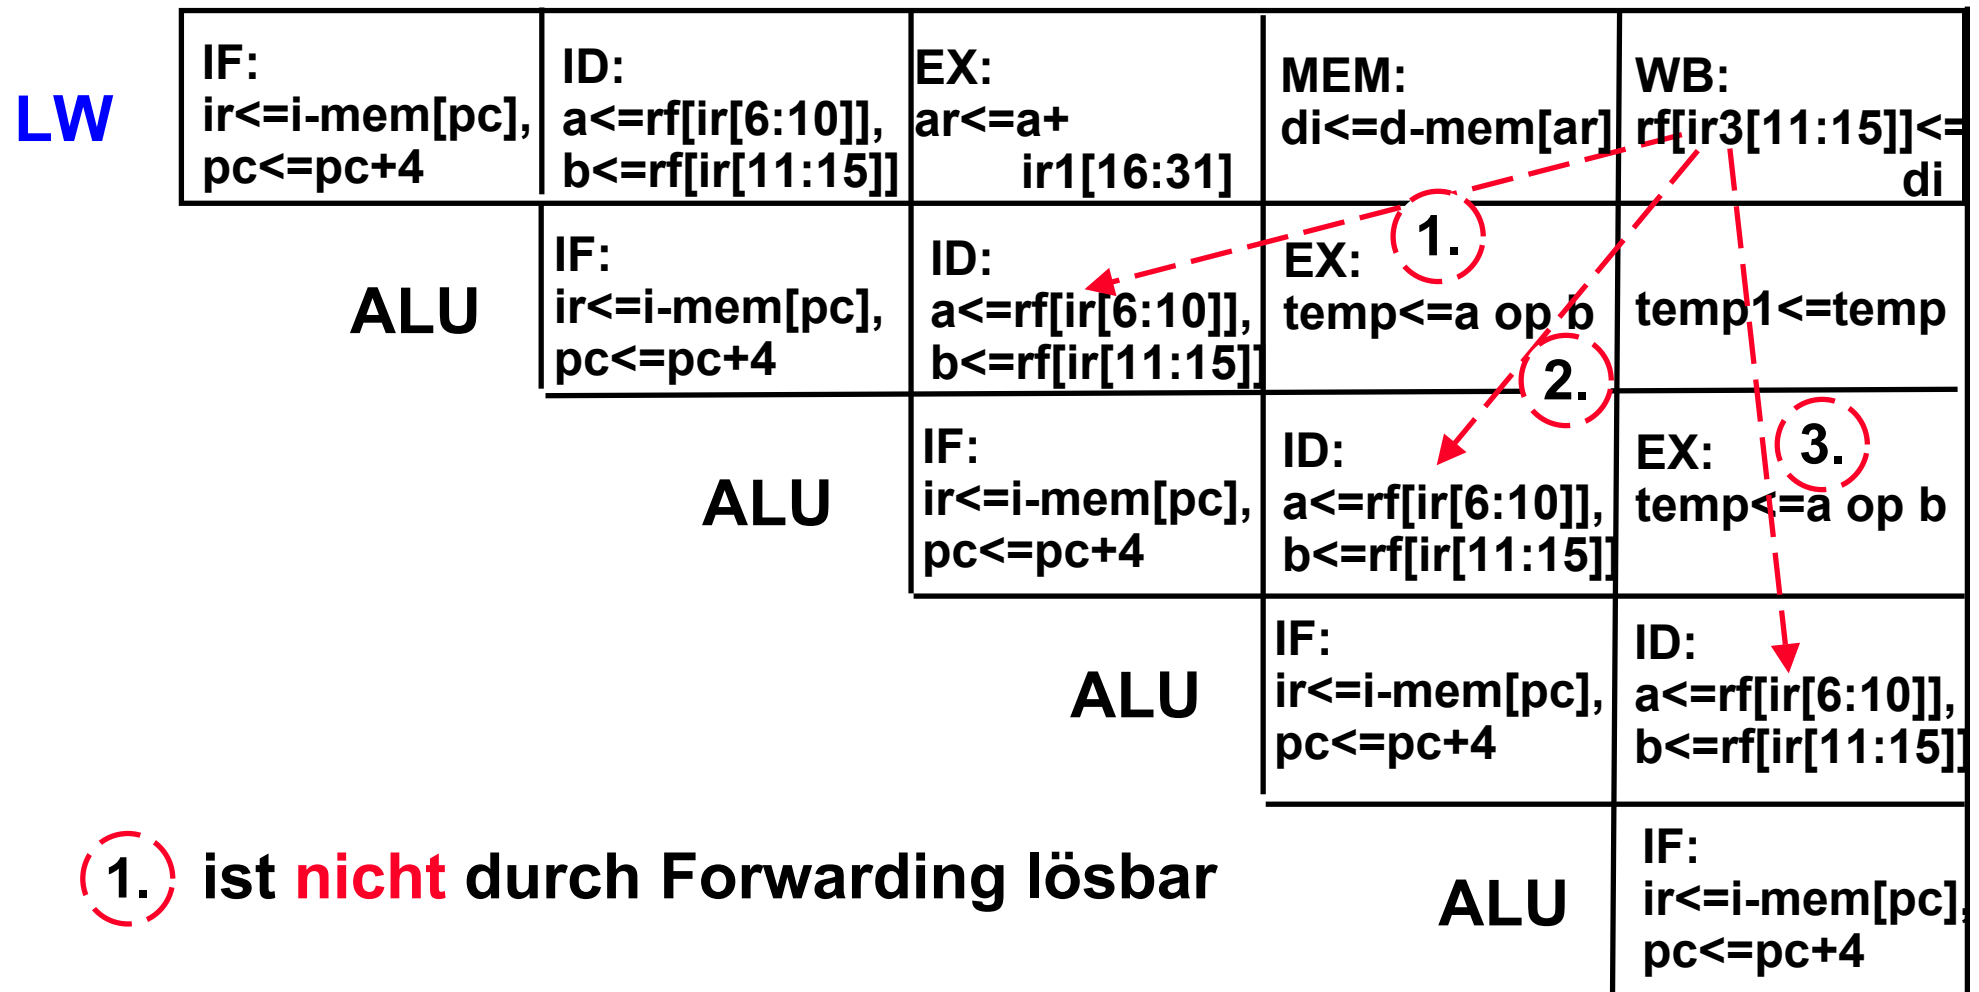 LW
IF:
ir<=i-mem[pc],
pc<=pc+4
ID:
a<=rf[ir[6:10]],
b<=rf[ir[11:15]]
EX:
ar<=a+
ir1[16:31]
MEM:
di<=d-mem[ar]
WB:
rf[ir3[11:15]]<=
di
1.
ALU
IF:
ir<=i-mem[pc],
pc<=pc+4
ID:
a<=rf[ir[6:10]],
b<=rf[ir[11:15]]
EX:
temp<=a op b
temp1<=temp
2.
ALU
IF:
ir<=i-mem[pc],
pc<=pc+4
ID:
a<=rf[ir[6:10]],
b<=rf[ir[11:15]]
3.
EX:
temp<=a op b
ALU
IF:
ir<=i-mem[pc],
pc<=pc+4
ID:
a<=rf[ir[6:10]],
b<=rf[ir[11:15]]
1. ist nicht durch Forwarding lösbar
ALU
IF:
ir<=i-mem[pc],
pc<=pc+4